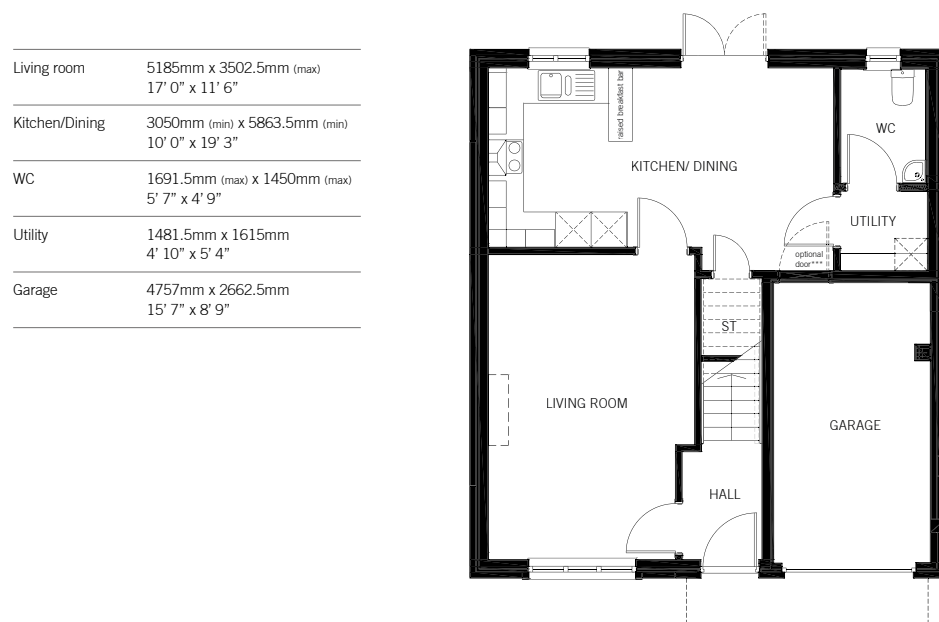 Living room 5185mm x 3502.5mm (max)
17’ 0” x 11’ 6”
Kitchen/Dining 3050mm (min) x 5863.5mm (min)
10’ 0” x 19’ 3”
WC 1691.5mm (max) x 1450mm (max)
5’ 7” x 4’ 9”
Utility 1481.5mm x 1615mm
4’ 10” x 5’ 4”
Garage 4757mm x 2662.5mm
15’ 7” x 8’ 9”
raised breakfast bar
WC
KITCHEN/ DINING
UTILITY
optional
door***
ST
LIVING ROOM
GARAGE
HALL